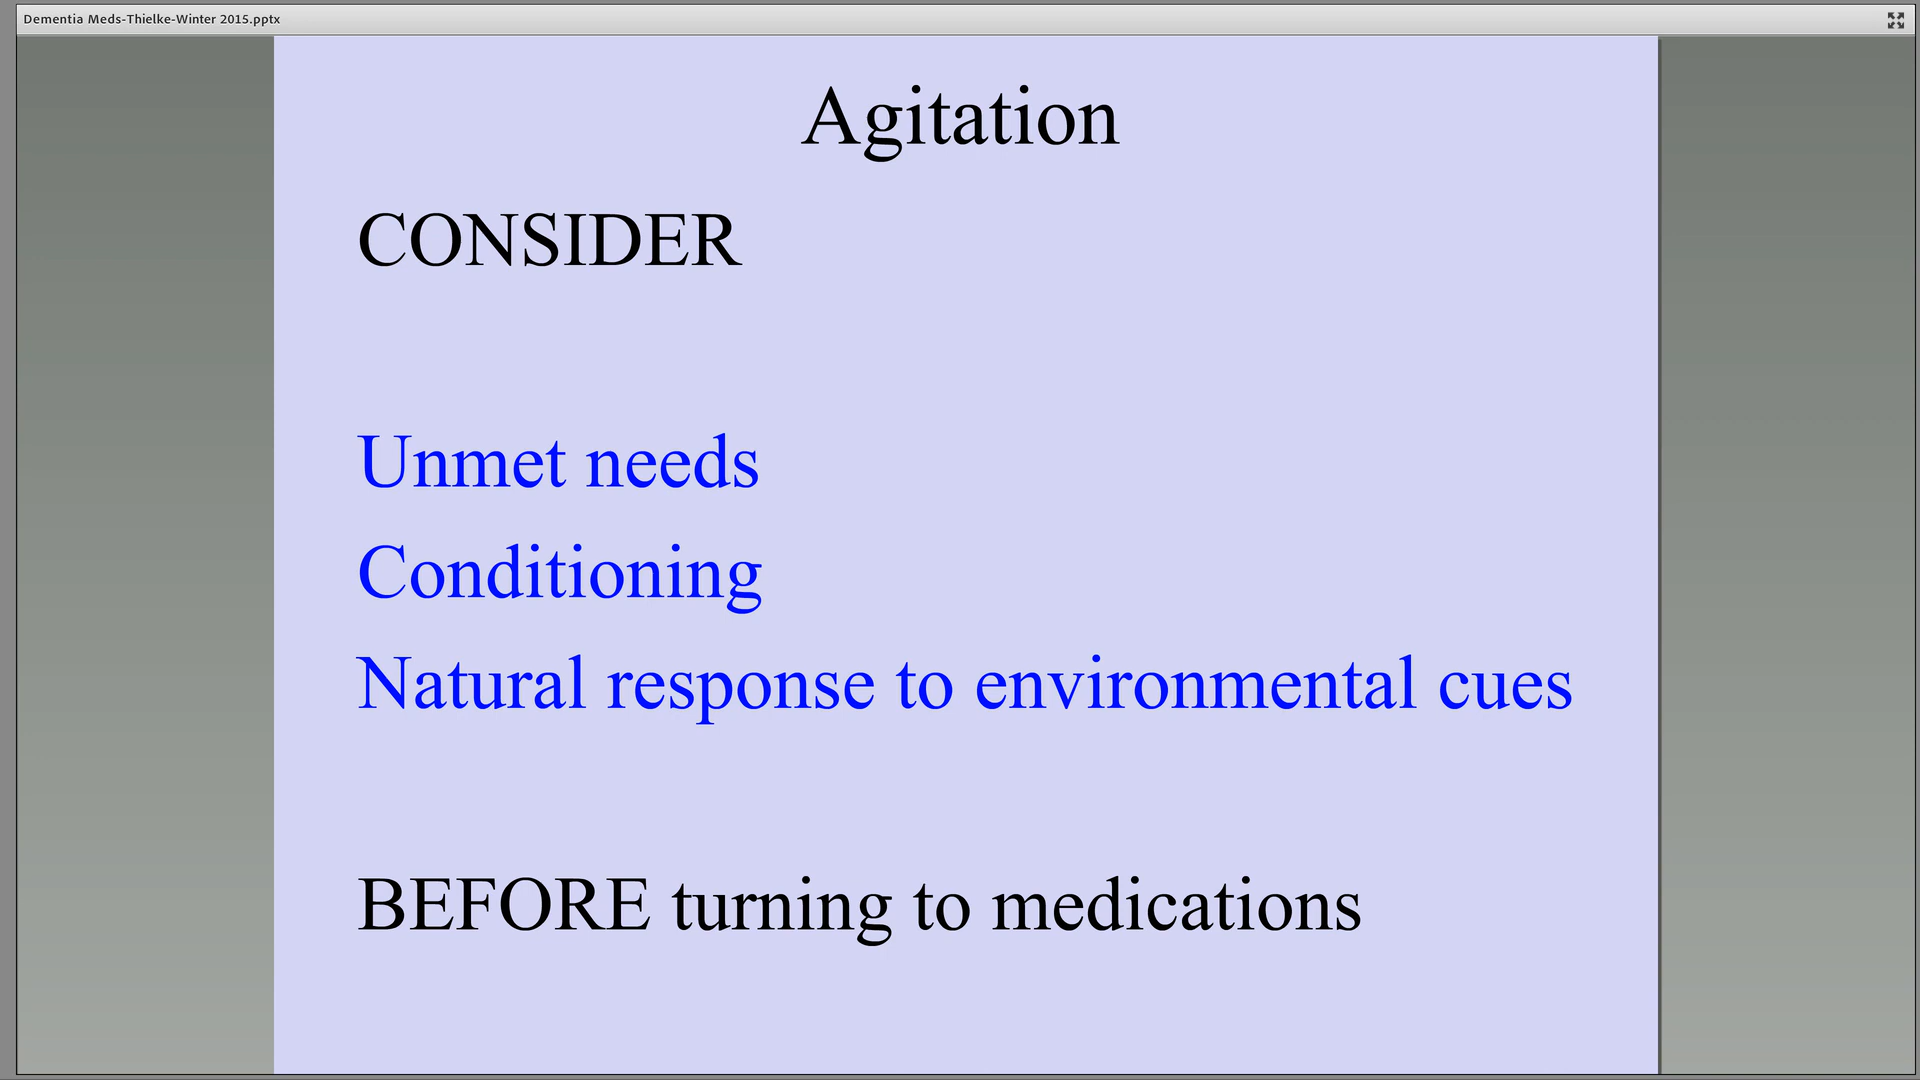 Dementia Meds-Thielke-Winter 2015.pptx
Agitation
CONSIDER
Unmet needs
Conditioning
Natural response to environmental cues
BEFORE turning to medications